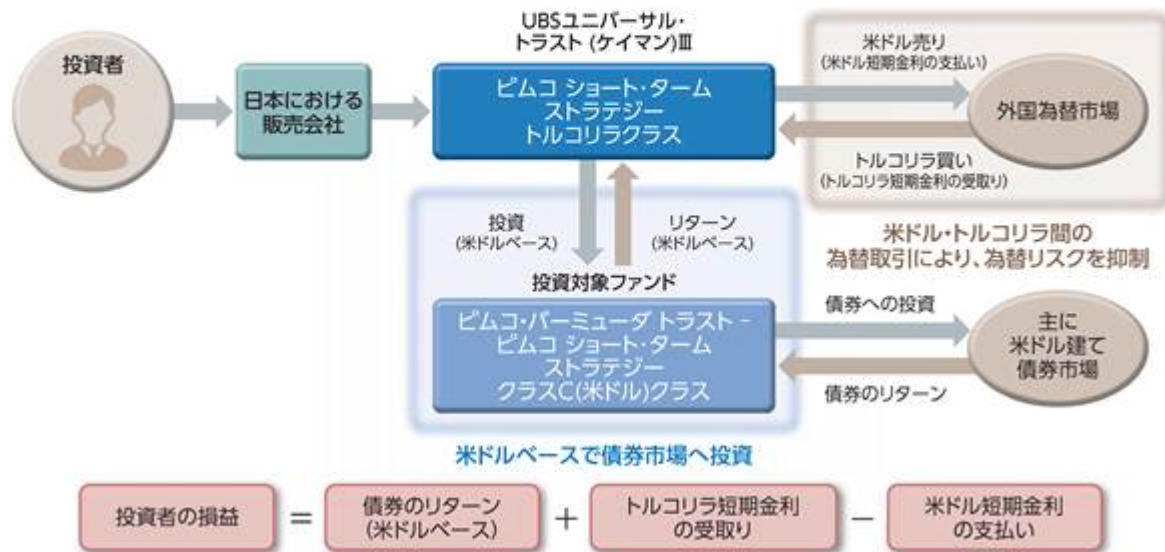 投資者
日本における
販売会社
UBSユニバーサル・
トラスト (ケイマン)Ⅲ
ピムコ ショート・ターム
ストラテジー
トルコリラクラス
米ドル売り
(米ドル短期金利の支払い)
外国為替市場
トルコリラ買い
(トルコリラ短期金利の受取り)
米ドル・トルコリラ間の
為替取引により、為替リスクを抑制
投資
(米ドルベース)
リターン
(米ドルベース)
投資対象ファンド
ピムコ・バーミューダ トラスト －
ピムコ ショート・ターム
ストラテジー
クラスC(米ドル)クラス
債券への投資
主に
米ドル建て
債券市場
債券のリターン
米ドルベースで債券市場へ投資
投資者の損益
＝
債券のリターン
(米ドルベース)
＋
トルコリラ短期金利
の受取り
－
米ドル短期金利
の支払い